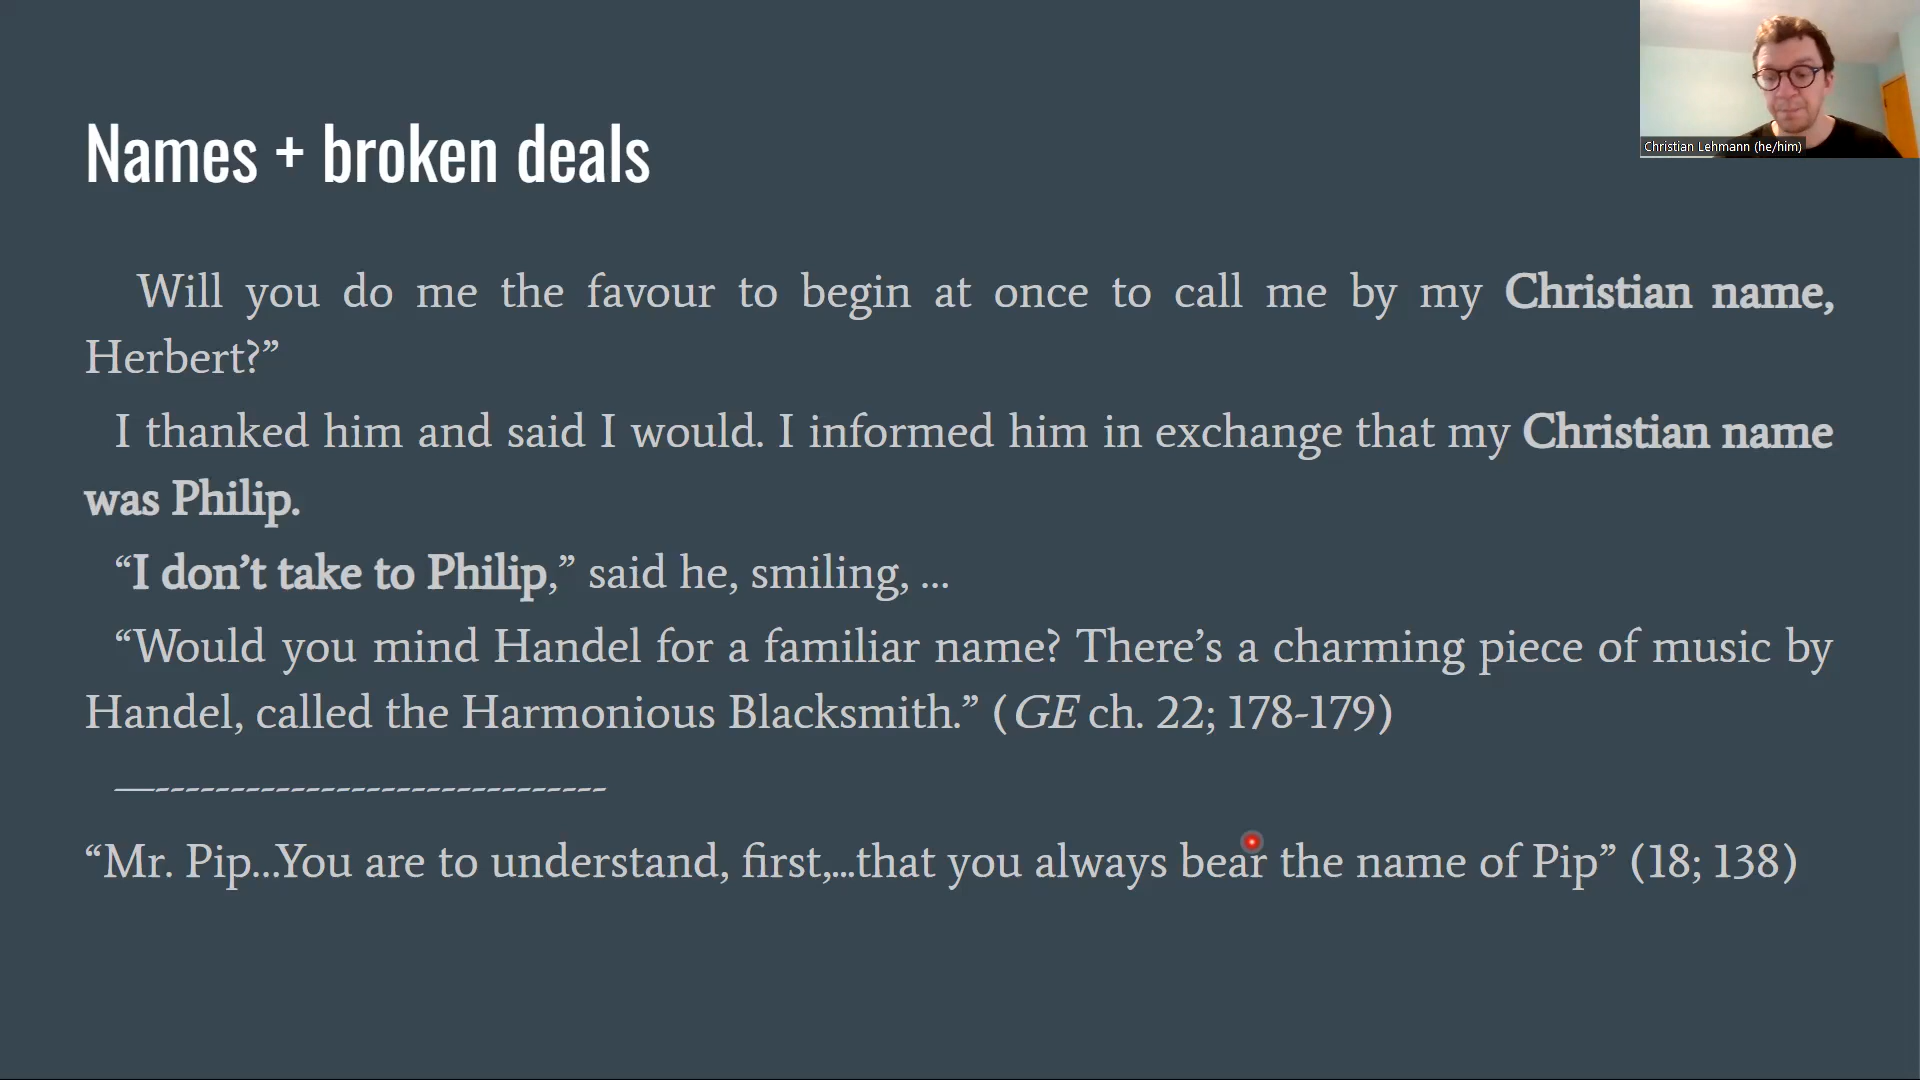 Christian Lehmann (he/him)
Names + broken deals
Will you do me the favour to begin at once to call me by my Christian name,
Herbert?”
I thanked him and said I would. I informed him in exchange that my Christian name
was Philip.
“I don’t take to Philip,” said he, smiling, ...
“Would you mind Handel for a familiar name? There’s a charming piece of music by
Handel, called the Harmonious Blacksmith.” (GE ch. 22; 178-179)
—------------------------------
“Mr. Pip...You are to understand, first,...that you always bear the name of Pip” (18; 138)